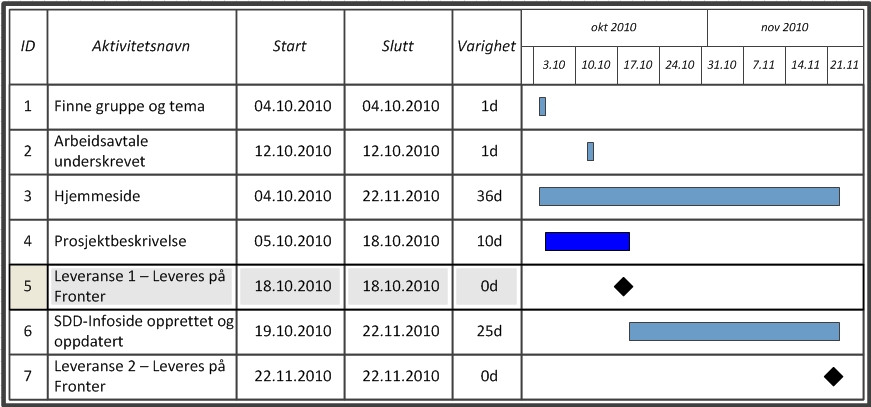 ID Aktivitetsnavn Start Slutt Varighet okt 2010 nov 2010
3.10 10.10 17.10 24.10 31.10 7.11 14.11 21.11
1 Finne gruppe og tema 04.10.2010 04.10.2010 1d
2 Arbeidsavtale
underskrevet 12.10.2010 12.10.2010 1d
3 Hjemmeside 04.10.2010 22.11.2010 36d
4 Prosjektbeskrivelse 05.10.2010 18.10.2010 10d
5 Leveranse 1 – Leveres på
Fronter 18.10.2010 18.10.2010 0d
6 SDD-Infoside opprettet og
oppdatert 19.10.2010 22.11.2010 25d
7 Leveranse 2 – Leveres på
Fronter 22.11.2010 22.11.2010 0d